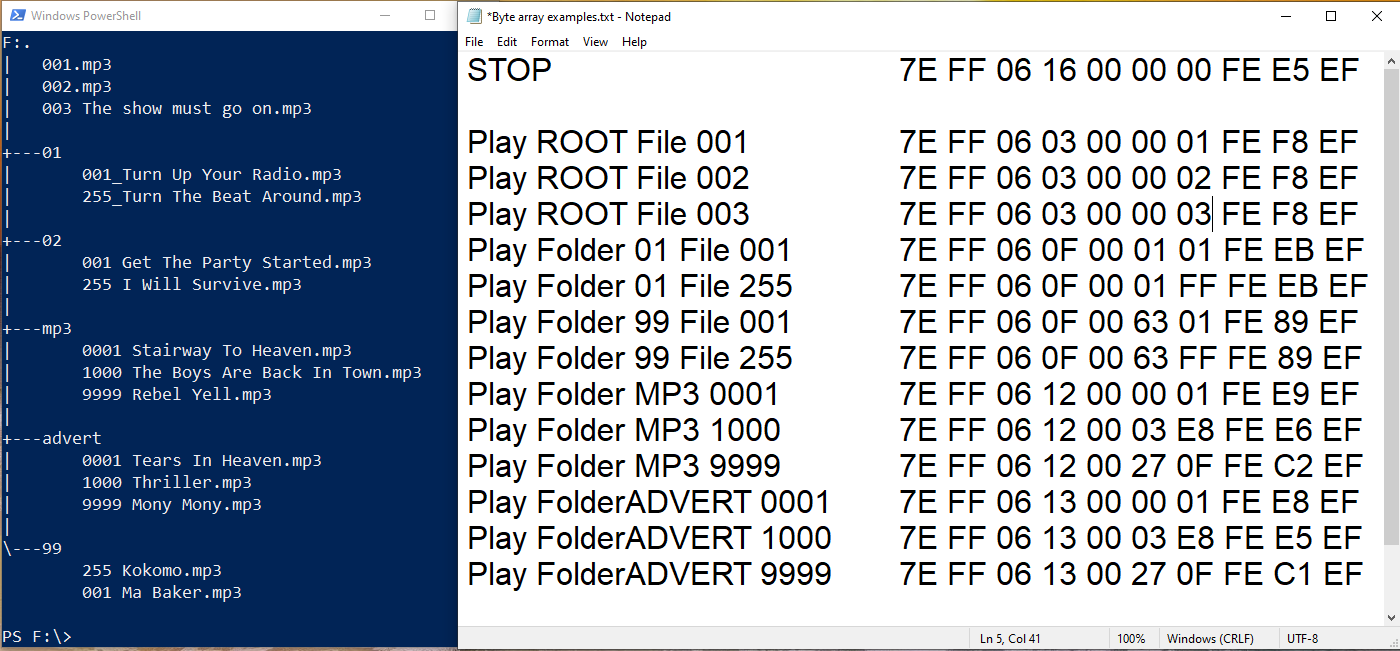 Windows PowerShell
F:.
|   001.mp3
|   002.mp3
|   003 The show must go on.mp3
|
+---01
|       001_Turn Up Your Radio.mp3
|       255_Turn The Beat Around.mp3
|
+---02
|       001 Get The Party Started.mp3
|       255 I Will Survive.mp3
|
+---mp3
|       0001 Stairway To Heaven.mp3
|       1000 The Boys Are Back In Town.mp3
|       9999 Rebel Yell.mp3
|
+---advert
|       0001 Tears In Heaven.mp3
|       1000 Thriller.mp3
|       9999 Mony Mony.mp3
|
\---99
        255 Kokomo.mp3
        001 Ma Baker.mp3
PS F:\>
*Byte array examples.txt - Notepad
File Edit Format View Help
STOP 7E FF 06 16 00 00 00 FE E5 EF
Play ROOT File 001 7E FF 06 03 00 00 01 FE F8 EF
Play ROOT File 002 7E FF 06 03 00 00 02 FE F8 EF
Play ROOT File 003 7E FF 06 03 00 00 03 FE F8 EF
Play Folder 01 File 001 7E FF 06 0F 00 01 01 FE EB EF
Play Folder 01 File 255 7E FF 06 0F 00 01 FF FE EB EF
Play Folder 99 File 001 7E FF 06 0F 00 63 01 FE 89 EF
Play Folder 99 File 255 7E FF 06 0F 00 63 FF FE 89 EF
Play Folder MP3 0001 7E FF 06 12 00 00 01 FE E9 EF
Play Folder MP3 1000 7E FF 06 12 00 03 E8 FE E6 EF
Play Folder MP3 9999 7E FF 06 12 00 27 0F FE C2 EF
Play FolderADVERT 0001 7E FF 06 13 00 00 01 FE E8 EF
Play FolderADVERT 1000 7E FF 06 13 00 03 E8 FE E5 EF
Play FolderADVERT 9999 7E FF 06 13 00 27 0F FE C1 EF
Ln 5, Col 41 100% Windows (CRLF) UTF-8